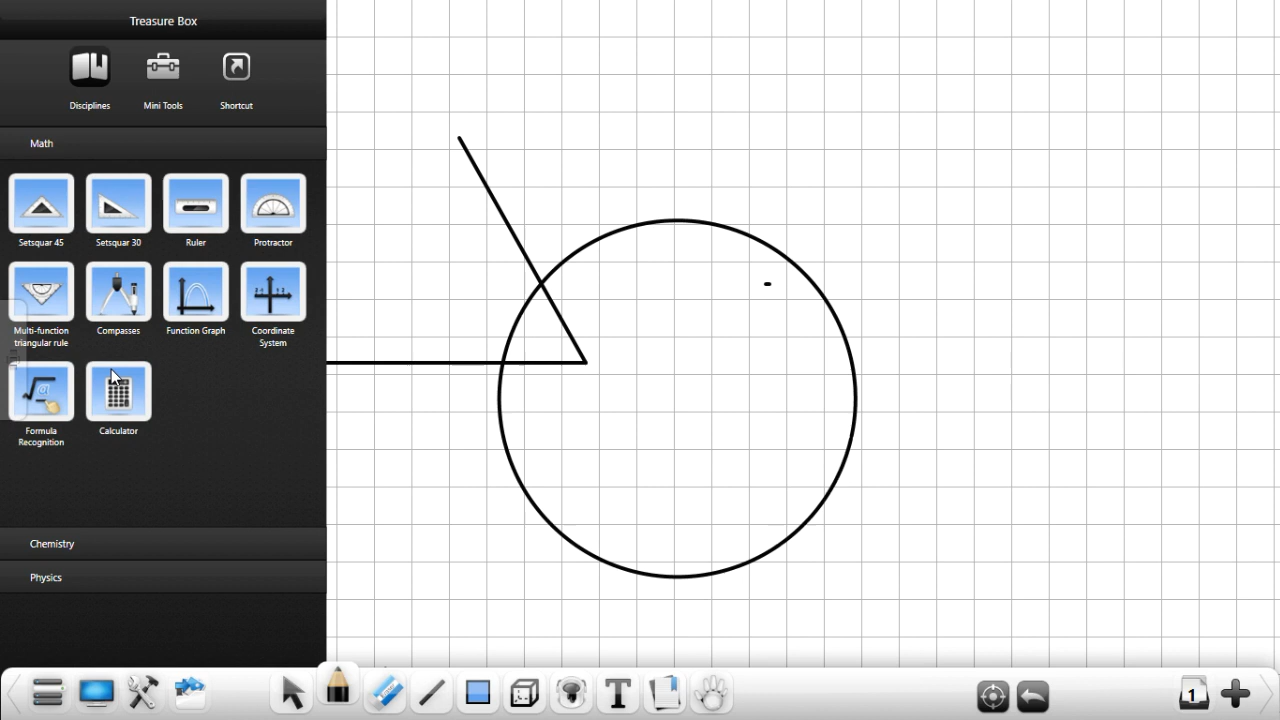 Treasure Box
Disciplines Mini Tools Shortcut
Math
Setsquar 45 Setsquar 30 Ruler Protractor
Multi-function triangular rule Compasses Function Graph Coordinate System
Formula Recognition Calculator
Chemistry
Physics
1